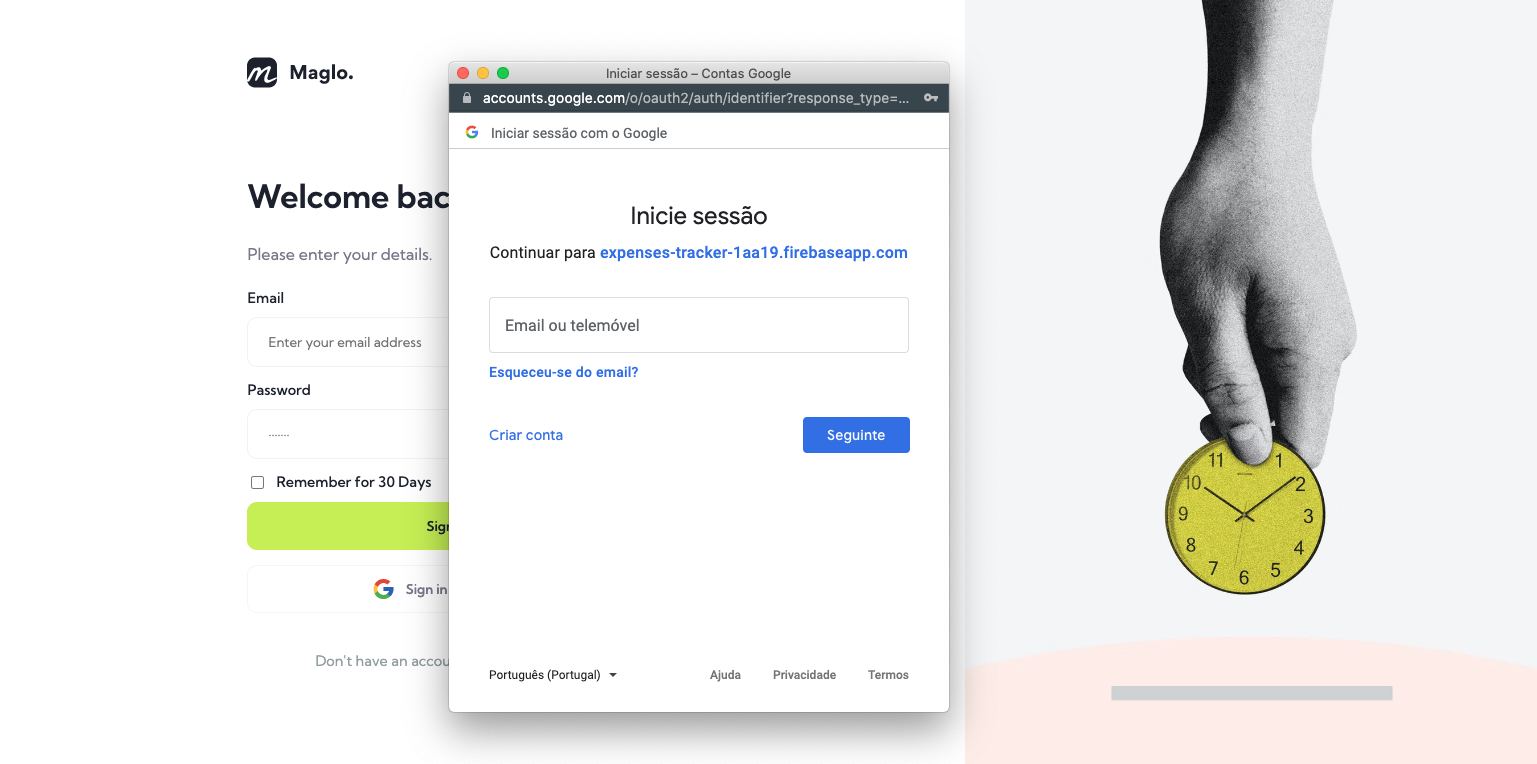 Maglo.
Welcome bac
Please enter your details.
Email
Enter your email address
Password
.......
Remember for 30 Days
Sign
Sign in
Don't have an accou
Iniciar sessão – Contas Google
accounts.google.com/o/oauth2/auth/identifier?response_type=...
Iniciar sessão com o Google
Inicie sessão
Continuar para expenses-tracker-1aa19.firebaseapp.com
Email ou telemóvel
Esqueceu-se do email?
Criar conta
Seguinte
Português (Portugal)
Ajuda
Privacidade
Termos
11
1
10
2
9
3
8
4
7
5
6